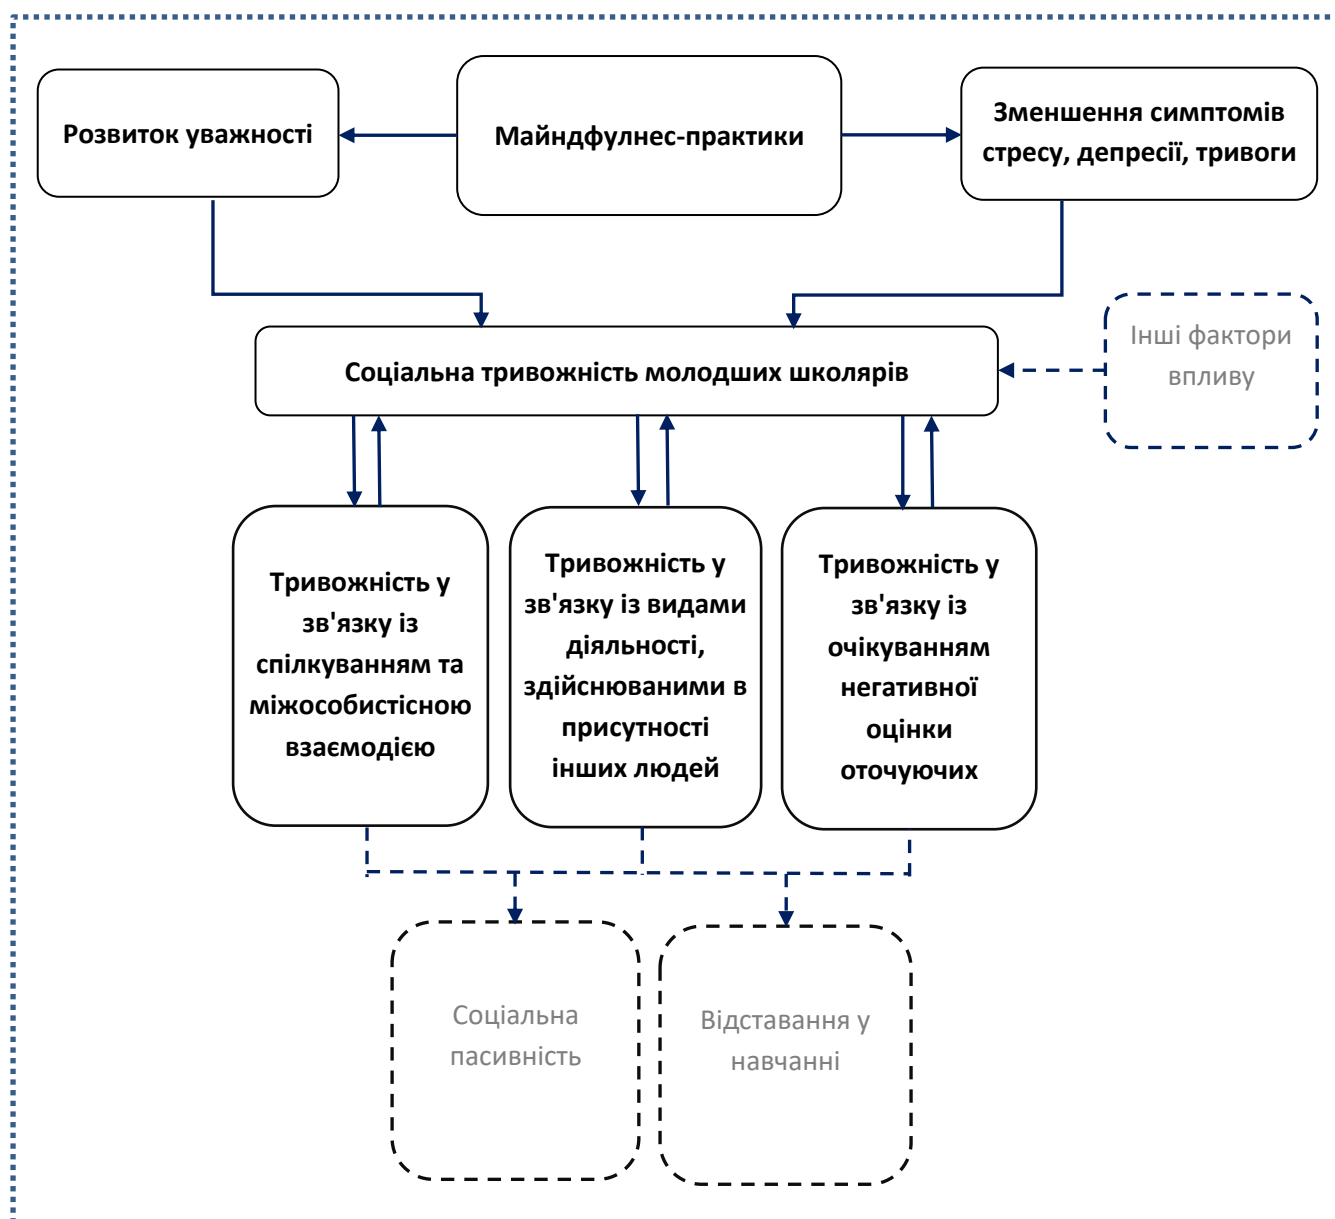 Розвиток уважності
Майндфулнес-практики
Зменшення симптомів
стресу, депресії, тривоги
Інші фактори
впливу
Соціальна тривожність молодших школярів
Тривожність у
зв'язку із
спілкуванням та
міжособистісною
взаємодією
Тривожність у
зв'язку із видами
діяльності,
здійснюваними в
присутності
інших людей
Тривожність у
зв'язку із
очікуванням
негативної
оцінки
оточуючих
Соціальна
пасивність
Відставання у
навчанні